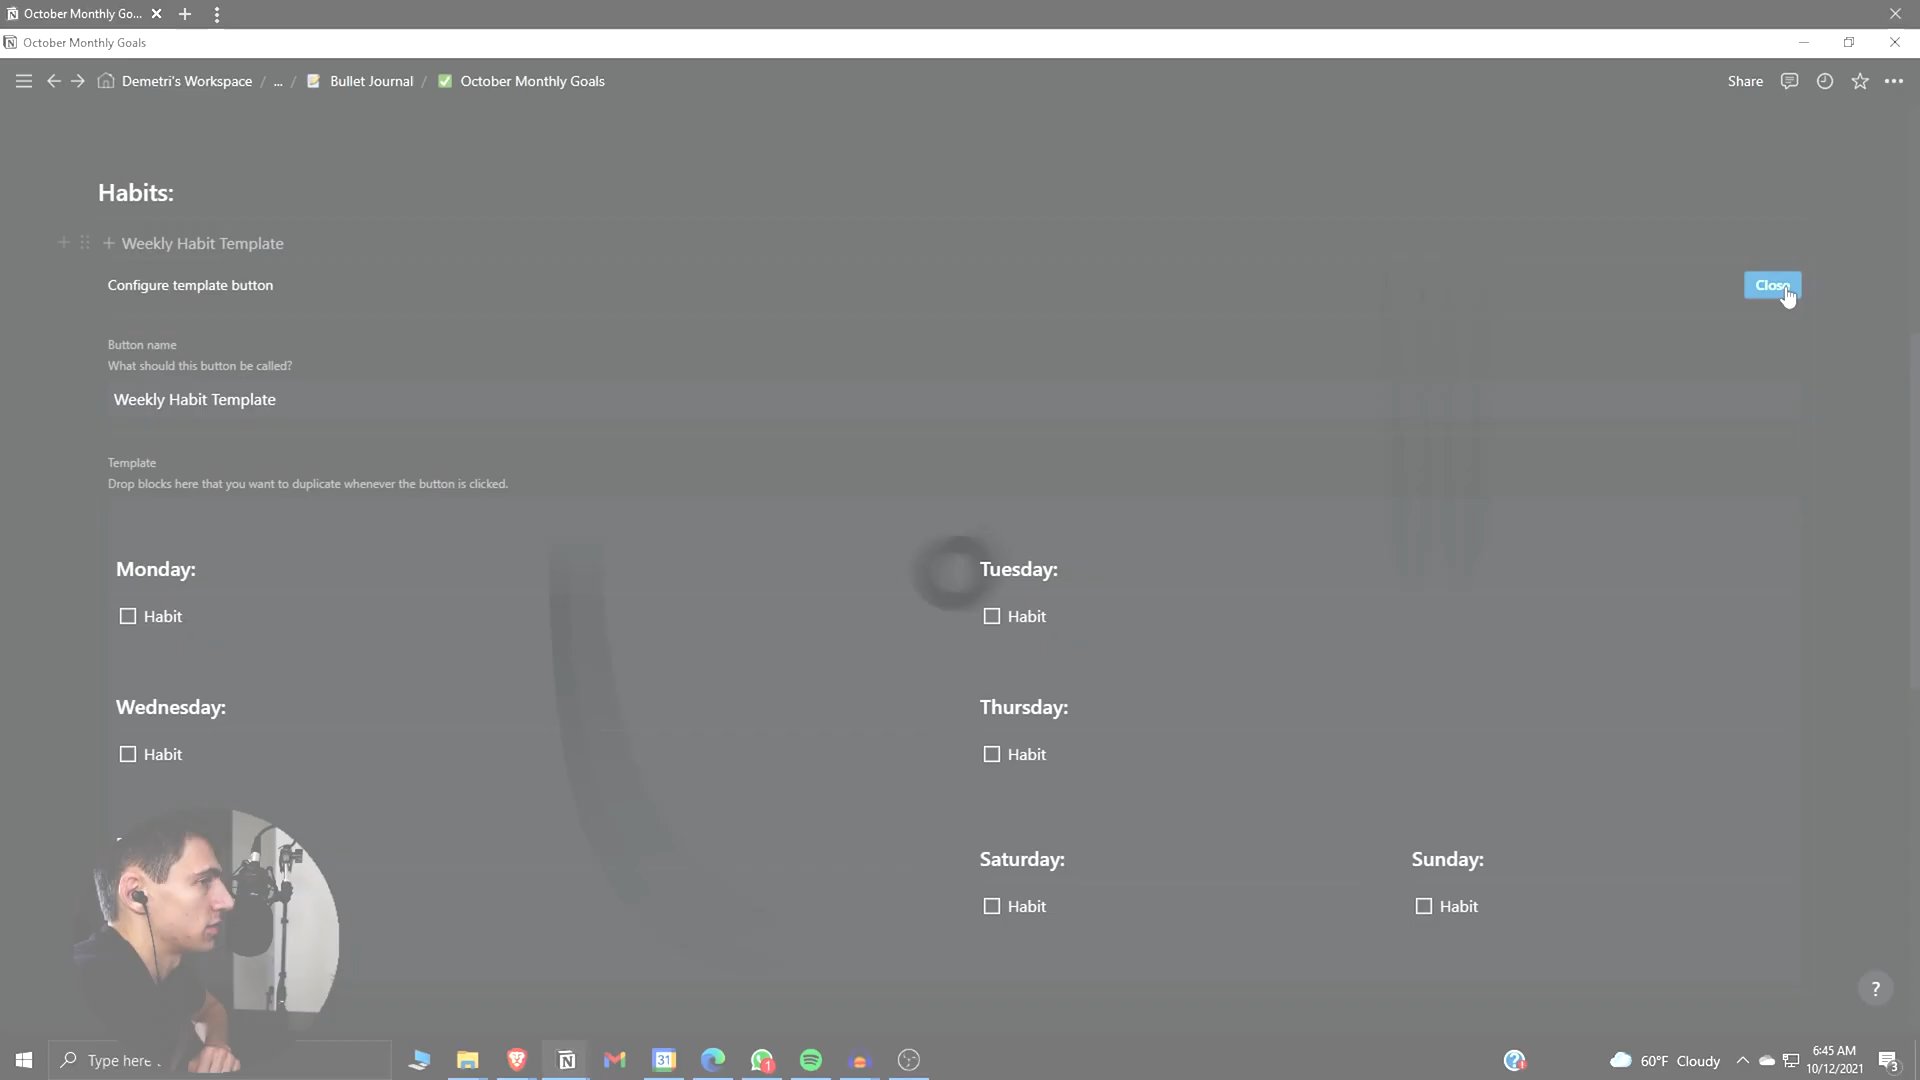 October Monthly Go...
October Monthly Goals
Demetri's Workspace / ... / Bullet Journal / October Monthly Goals
Share
Habits:
Weekly Habit Template
Configure template button
Button name
What should this button be called?
Weekly Habit Template
Template
Drop blocks here that you want to duplicate whenever the button is clicked.
Monday:
Tuesday:
Habit
Habit
Wednesday:
Thursday:
Habit
Habit
Saturday:
Sunday:
Habit
Habit
?
Type here
31
1
60°F Cloudy
6:45 AM
10/12/2021
3